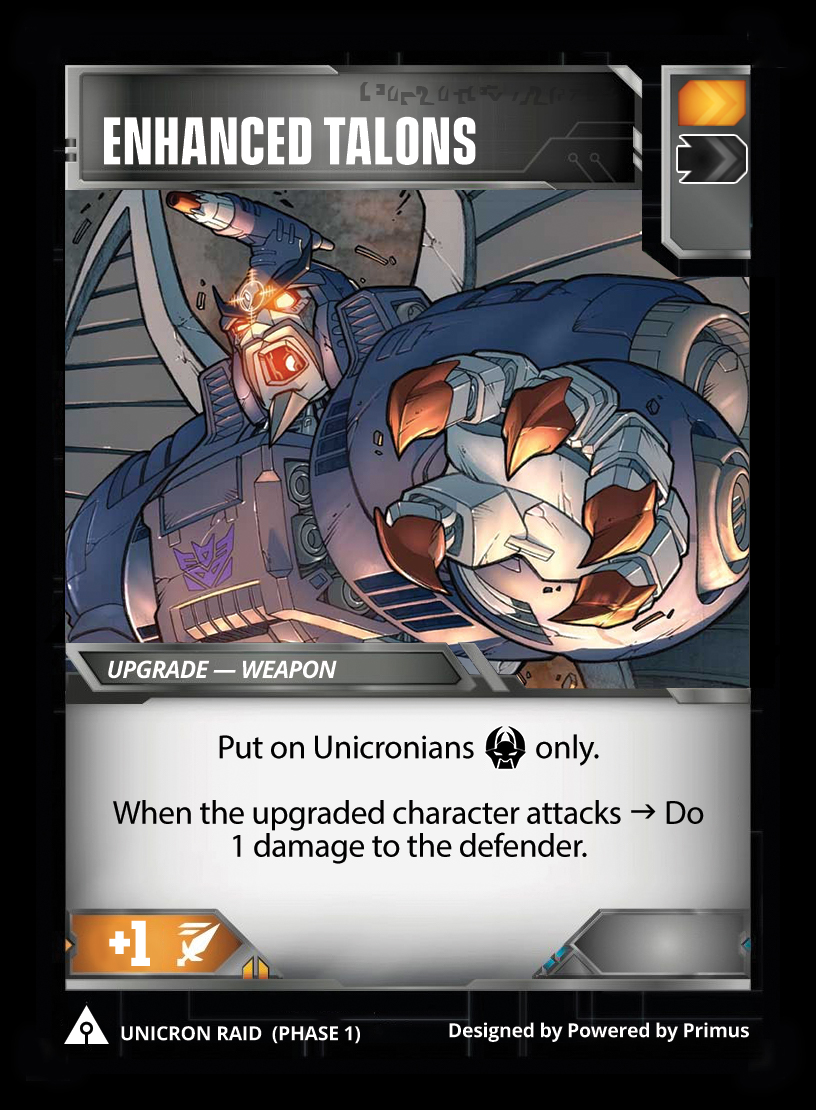 ENHANCED TALONS
UPGRADE — WEAPON
Put on Unicronians only.
When the upgraded character attacks → Do
1 damage to the defender.
+1
UNICRON RAID (PHASE 1)
Designed by Powered by Primus